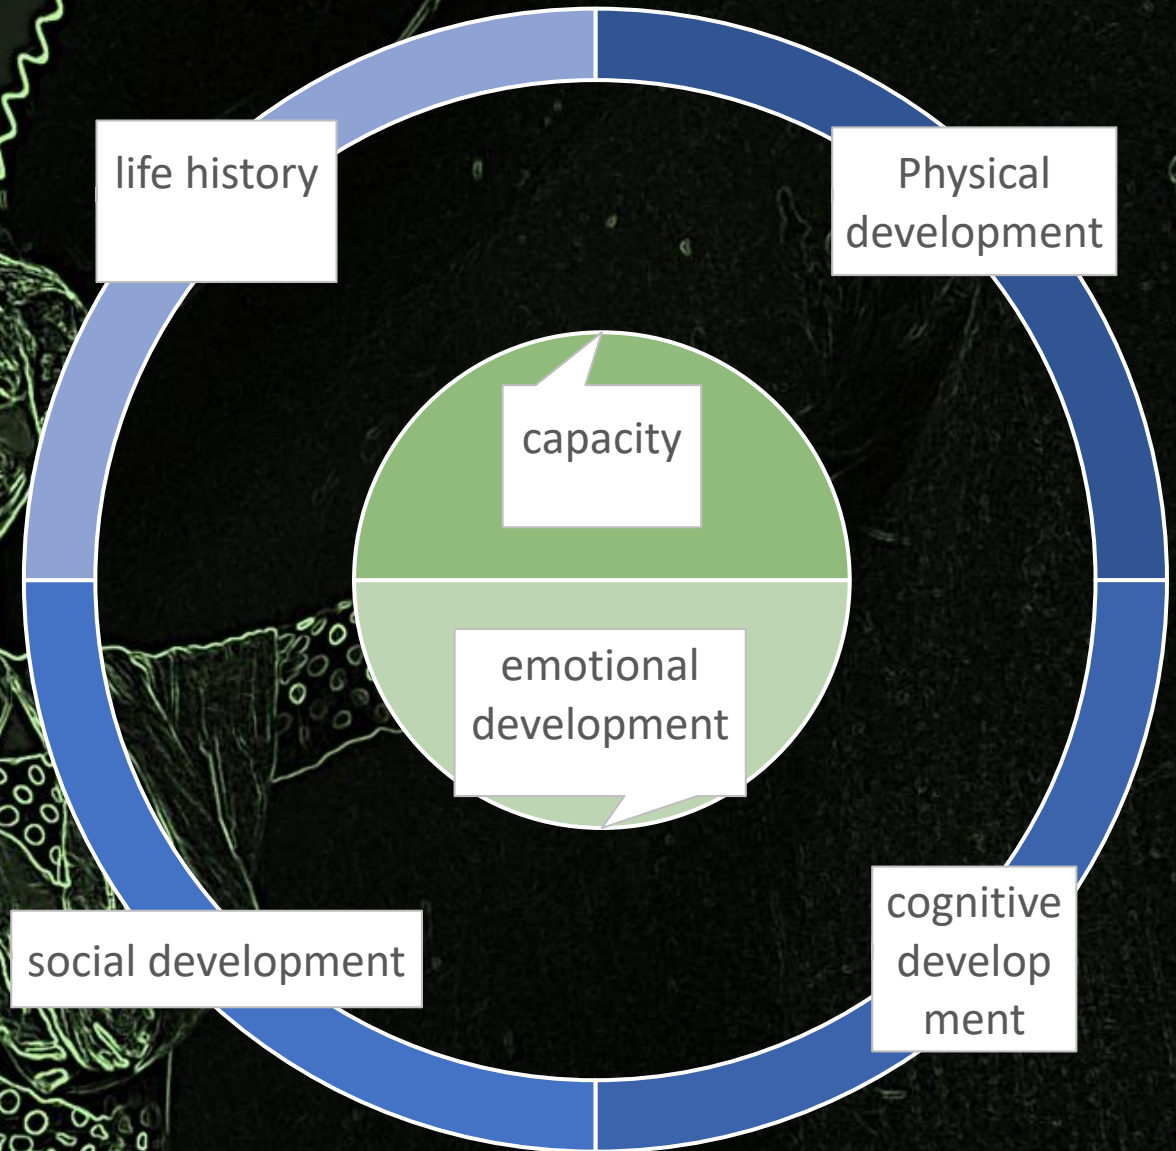 life history
Physical
development
capacity
emotional
development
social development
cognitive
develop
ment